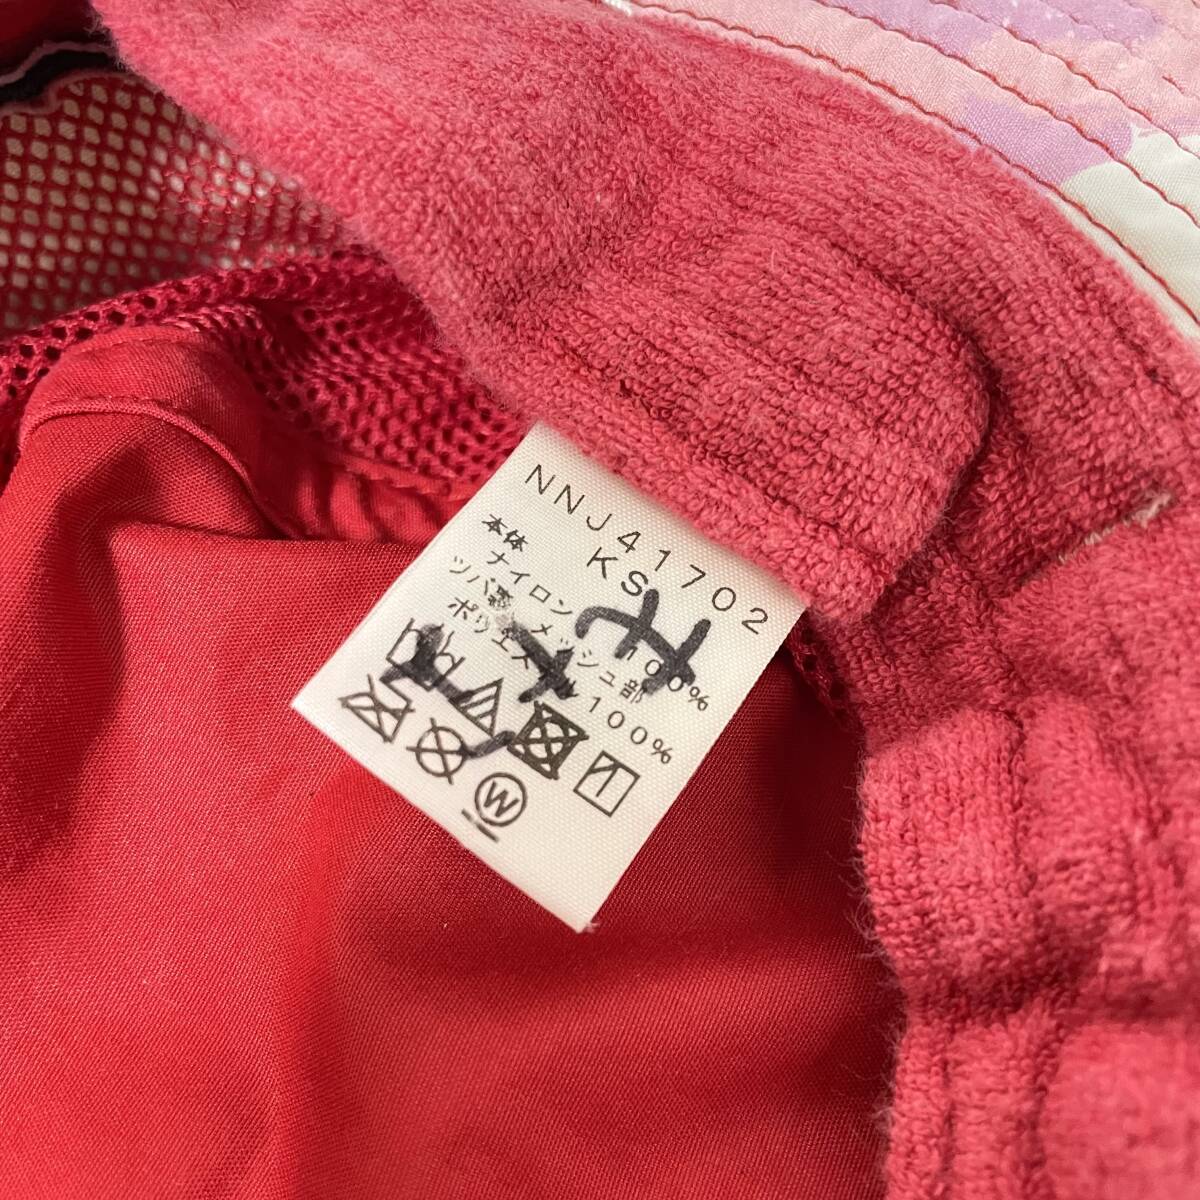 NNJ41702
KS
本体
ナイロン 100%
ツバ裏・メッシュ部
ポリエステル 100%
W